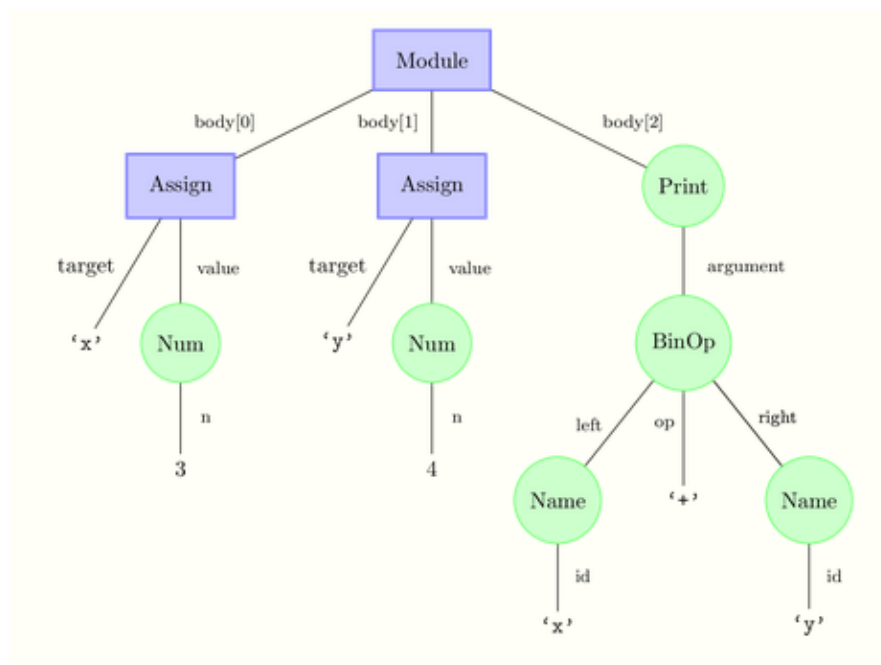 Module
body[0] body[1] body[2]
Assign Assign Print
target value target value argument
‘x’ Num ‘y’ Num BinOp
n n left op right
3 4
Name ‘+’ Name
id id
‘x’ ‘y’